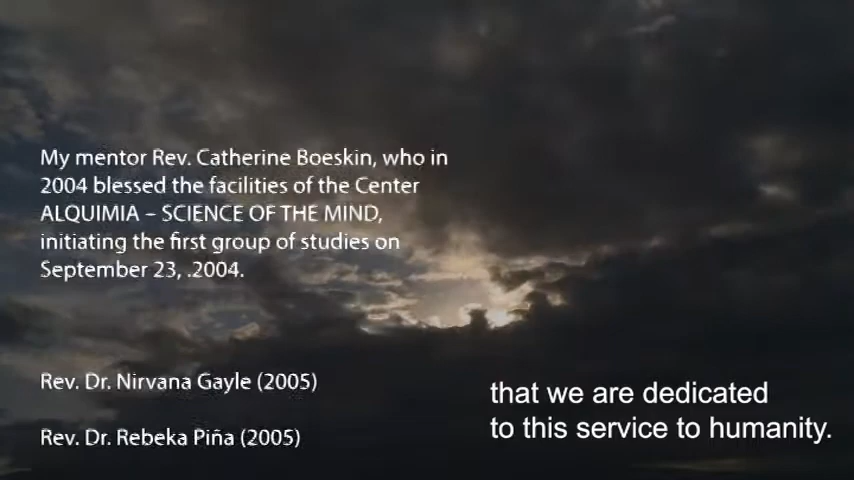 My mentor Rev. Catherine Boeskin, who in
2004 blessed the facilities of the Center
ALQUIMIA – SCIENCE OF THE MIND,
initiating the first group of studies on
September 23, .2004.
Rev. Dr. Nirvana Gayle (2005)
Rev. Dr. Rebeka Piña (2005)
that we are dedicated
to this service to humanity.